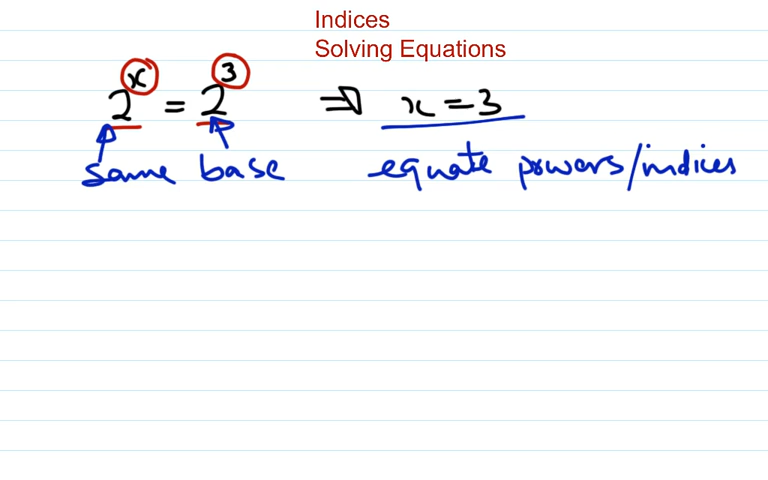 Indices
Solving Equations
2^x = 2^3 ⇒ x = 3
same base equate powers/indices